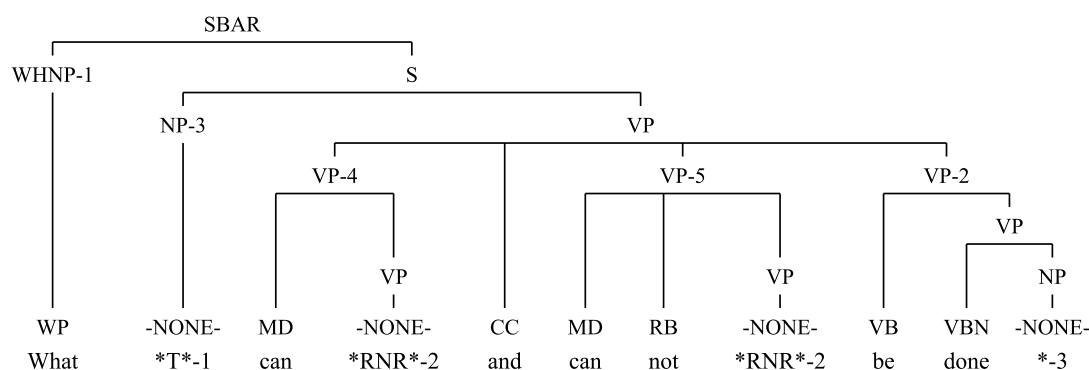 SBAR
WHNP-1 S
NP-3 VP
VP-4 VP-5 VP-2
VP
VP VP NP
WP -NONE- MD -NONE- CC MD RB -NONE- VB VBN -NONE-
What *T*-1 can *RNR*-2 and can not *RNR*-2 be done *-3